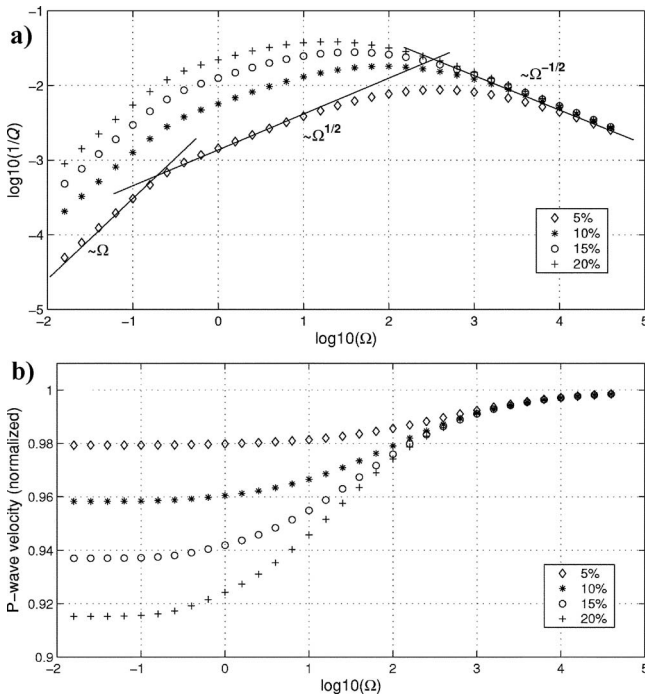 a)
−1
−2
−3
−4
−5
log10(1/Q)
~Ω
~Ω^1/2
~Ω^−1/2
5%
10%
15%
20%
−2 −1 0 1 2 3 4 5
log10(Ω)
b)
1
0.98
0.96
0.94
0.92
0.9
P-wave velocity (normalized)
5%
10%
15%
20%
−2 −1 0 1 2 3 4 5
log10(Ω)